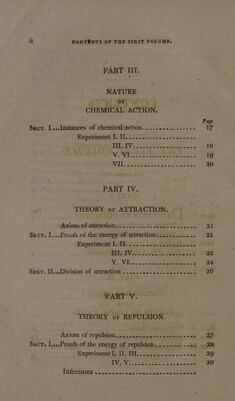 ii CONTENTS OF THE FIRST VOLUME.
PART III.
NATURE
OF
CHEMICAL ACTION.
Page
SECT. I....Instances of chemical action 17
Experiment I. II.
III. IV. 18
V. VI. 19
VII. 20
PART IV.
THEORY OF ATTRACTION.
Axiom of attraction 21
SECT. I....Proofs of the energy of attraction 22
Experiment I. II.
III. IV. 23
V. VI. 24
SECT. II....Division of attraction 26
PART V.
THEORY OF REPULSION.
Axiom of repulsion 27
SECT. I....Proofs of the energy of repulsion 28
Experiment I. II. III. 29
IV. V. 30
Inferences